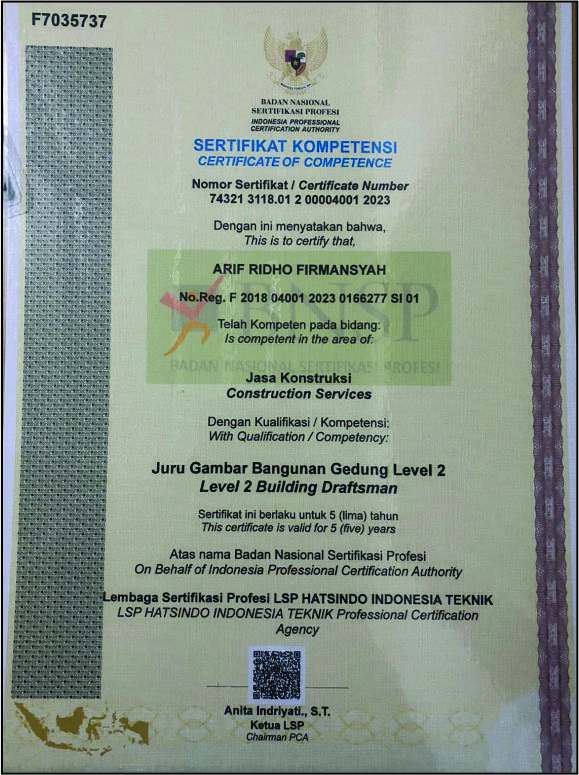 F7035737
BADAN NASIONAL
SERTIFIKASI PROFESI
INDONESIA PROFESSIONAL
CERTIFICATION AUTHORITY
SERTIFIKAT KOMPETENSI
CERTIFICATE OF COMPETENCE
Nomor Sertifikat / Certificate Number
74321 3118.01 2 00004001 2023
Dengan ini menyatakan bahwa,
This is to certify that,
ARIF RIDHO FIRMANSYAH
BNSP
No.Reg. F 2018 04001 2023 0166277 SI 01
Telah Kompeten pada bidang:
Is competent in the area of:
BADAN NASIONAL SERTIFIKASI PROFESI
Jasa Konstruksi
Construction Services
Dengan Kualifikasi / Kompetensi:
With Qualification / Competency:
Juru Gambar Bangunan Gedung Level 2
Level 2 Building Draftsman
Sertifikat ini berlaku untuk 5 (lima) tahun
This certificate is valid for 5 (five) years
Atas nama Badan Nasional Sertifikasi Profesi
On Behalf of Indonesia Professional Certification Authority
Lembaga Sertifikasi Profesi LSP HATSINDO INDONESIA TEKNIK
LSP HATSINDO INDONESIA TEKNIK Professional Certification
Agency
Anita Indriyati., S.T.
Ketua LSP
Chairman PCA